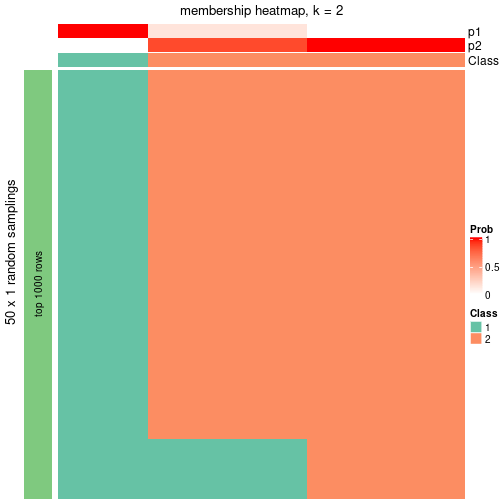 membership heatmap, k = 2
p1
p2
Class
50 x 1 random samplings
top 1000 rows
Prob
1
0.5
0
Class
1
2